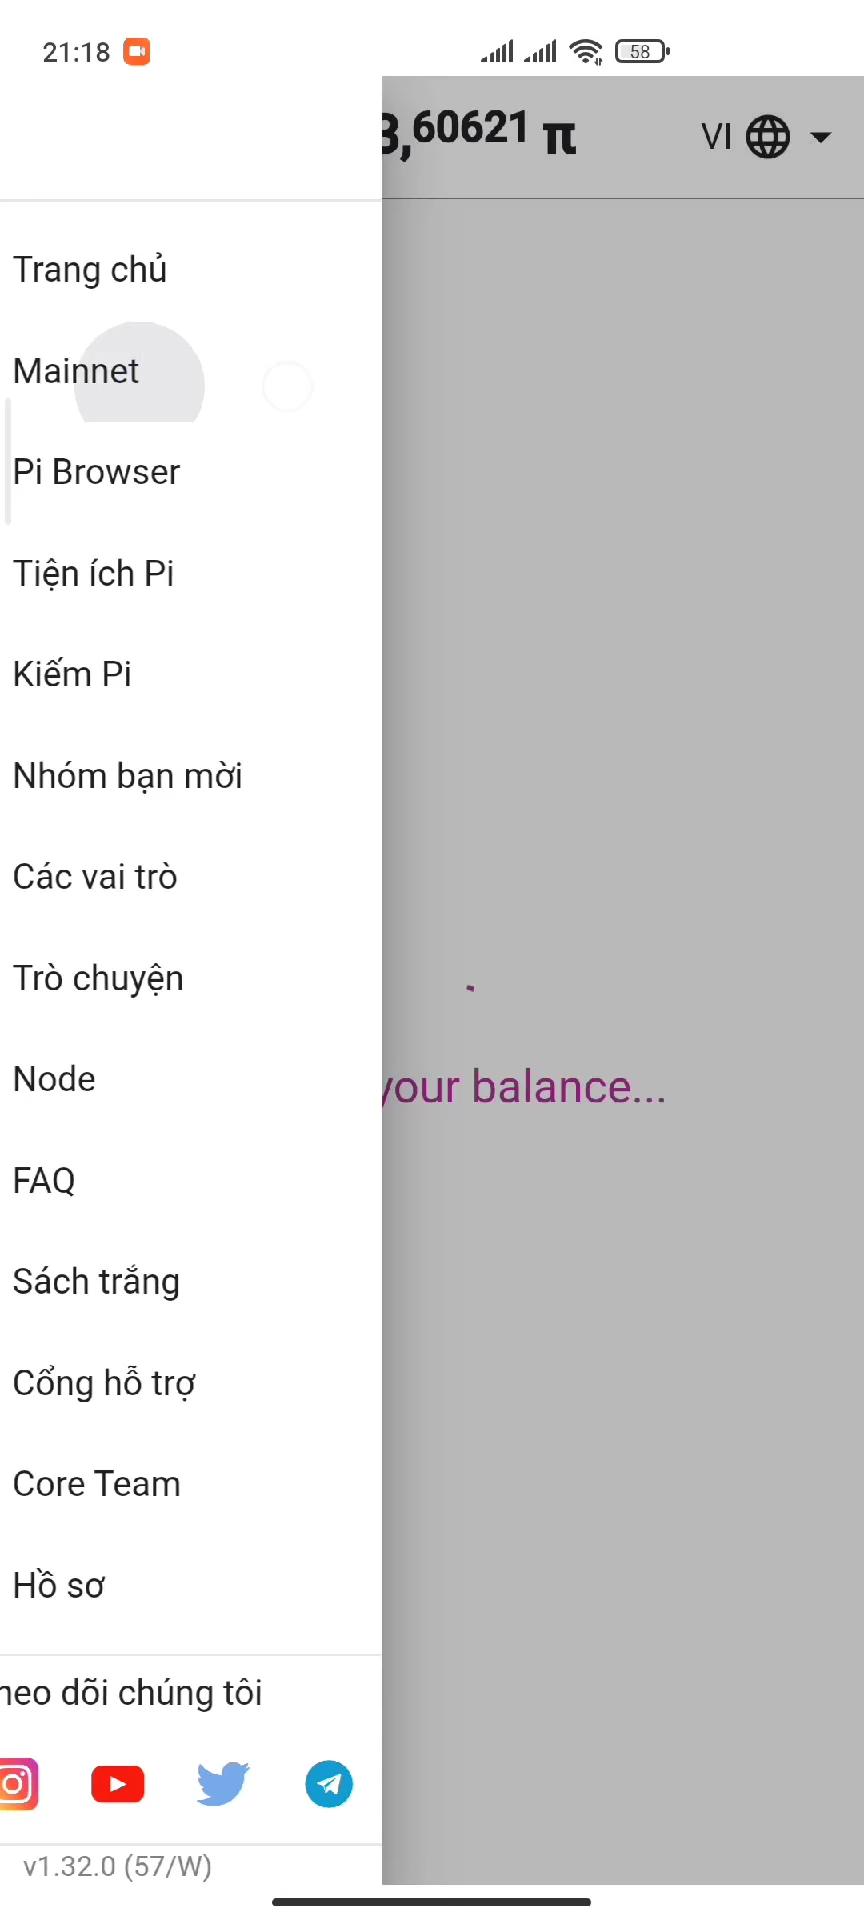 21:18
58
3,60621 π
VI
Trang chủ
Mainnet
Pi Browser
Tiện ích Pi
Kiếm Pi
Nhóm bạn mời
Các vai trò
Trò chuyện
your balance...
Node
FAQ
Sách trắng
Cổng hỗ trợ
Core Team
Hồ sơ
heo dõi chúng tôi
v1.32.0 (57/W)